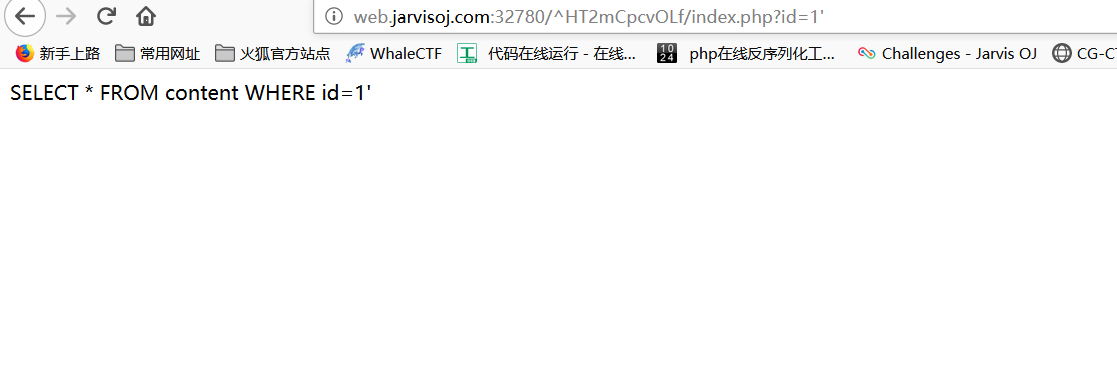 web.jarvisoj.com:32780/^HT2mCpcvOLf/index.php?id=1'
新手上路 常用网址 火狐官方站点 WhaleCTF 工 代码在线运行 - 在线... 10 24 php在线反序列化工... Challenges - Jarvis OJ CG-C
SELECT * FROM content WHERE id=1'